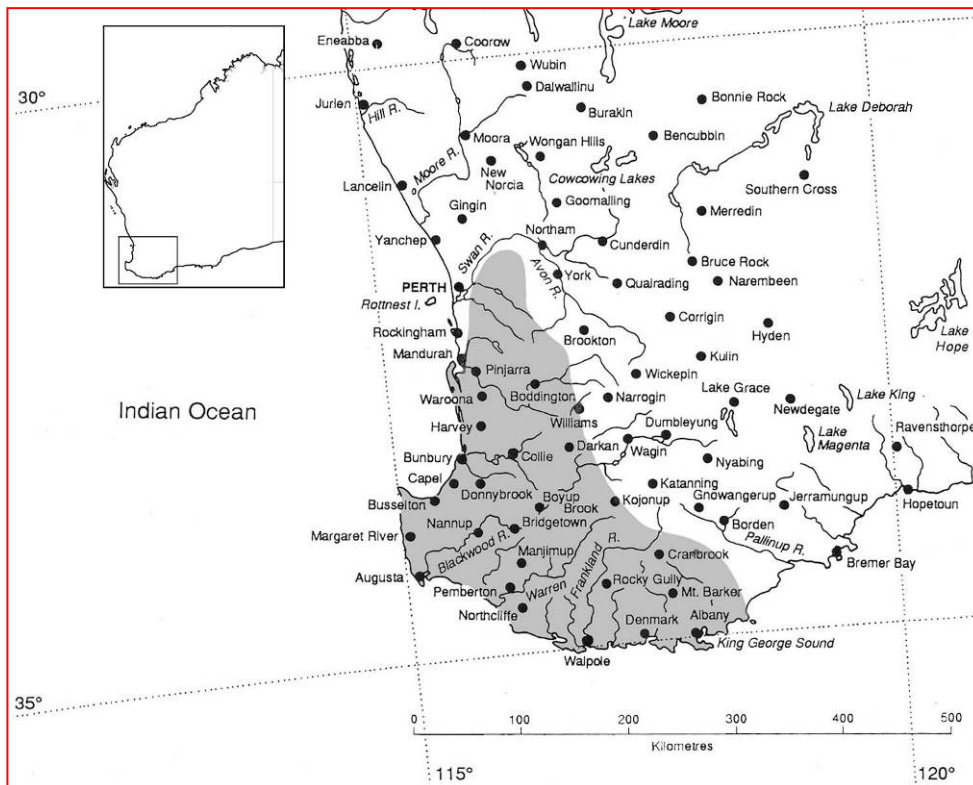 Lake Moore
Eneabba
Coorow
Wubin
Dalwallinu
30°
Jurien
Hill R.
Burakin
Bonnie Rock
Lake Deborah
Moora
Wongan Hills
Bencubbin
Moore R.
New
Norcia
Cowcowing Lakes
Southern Cross
Lancelin
Goomalling
Merredin
Gingin
Northam
Yanchep
Swan R.
Cunderdin
Avon R.
York
Bruce Rock
PERTH
Quairading
Narembeen
Rottnest I.
Corrigin
Rockingham
Brookton
Hyden
Lake
Hope
Mandurah
Kulin
Pinjarra
Wickepin
Lake Grace
Waroona
Boddington
Narrogin
Newdegate
Lake King
Indian Ocean
Williams
Dumbleyung
Ravensthorpe
Harvey
Lake
Magenta
Darkan
Wagin
Bunbury
Collie
Nyabing
Capel
Donnybrook
Katanning
Boyup
Brook
Kojonup
Gnowangerup
Jerramungup
Busselton
Hopetoun
Nannup
Bridgetown
Borden
Margaret River
Blackwood R.
Pallinup R.
Manjimup
Frankland R.
Cranbrook
Bremer Bay
Augusta
Warren
Rocky Gully
Pemberton
Mt. Barker
Northcliffe
Denmark
Albany
King George Sound
Walpole
35°
0 100 200 300 400 500
Kilometres
115°
120°